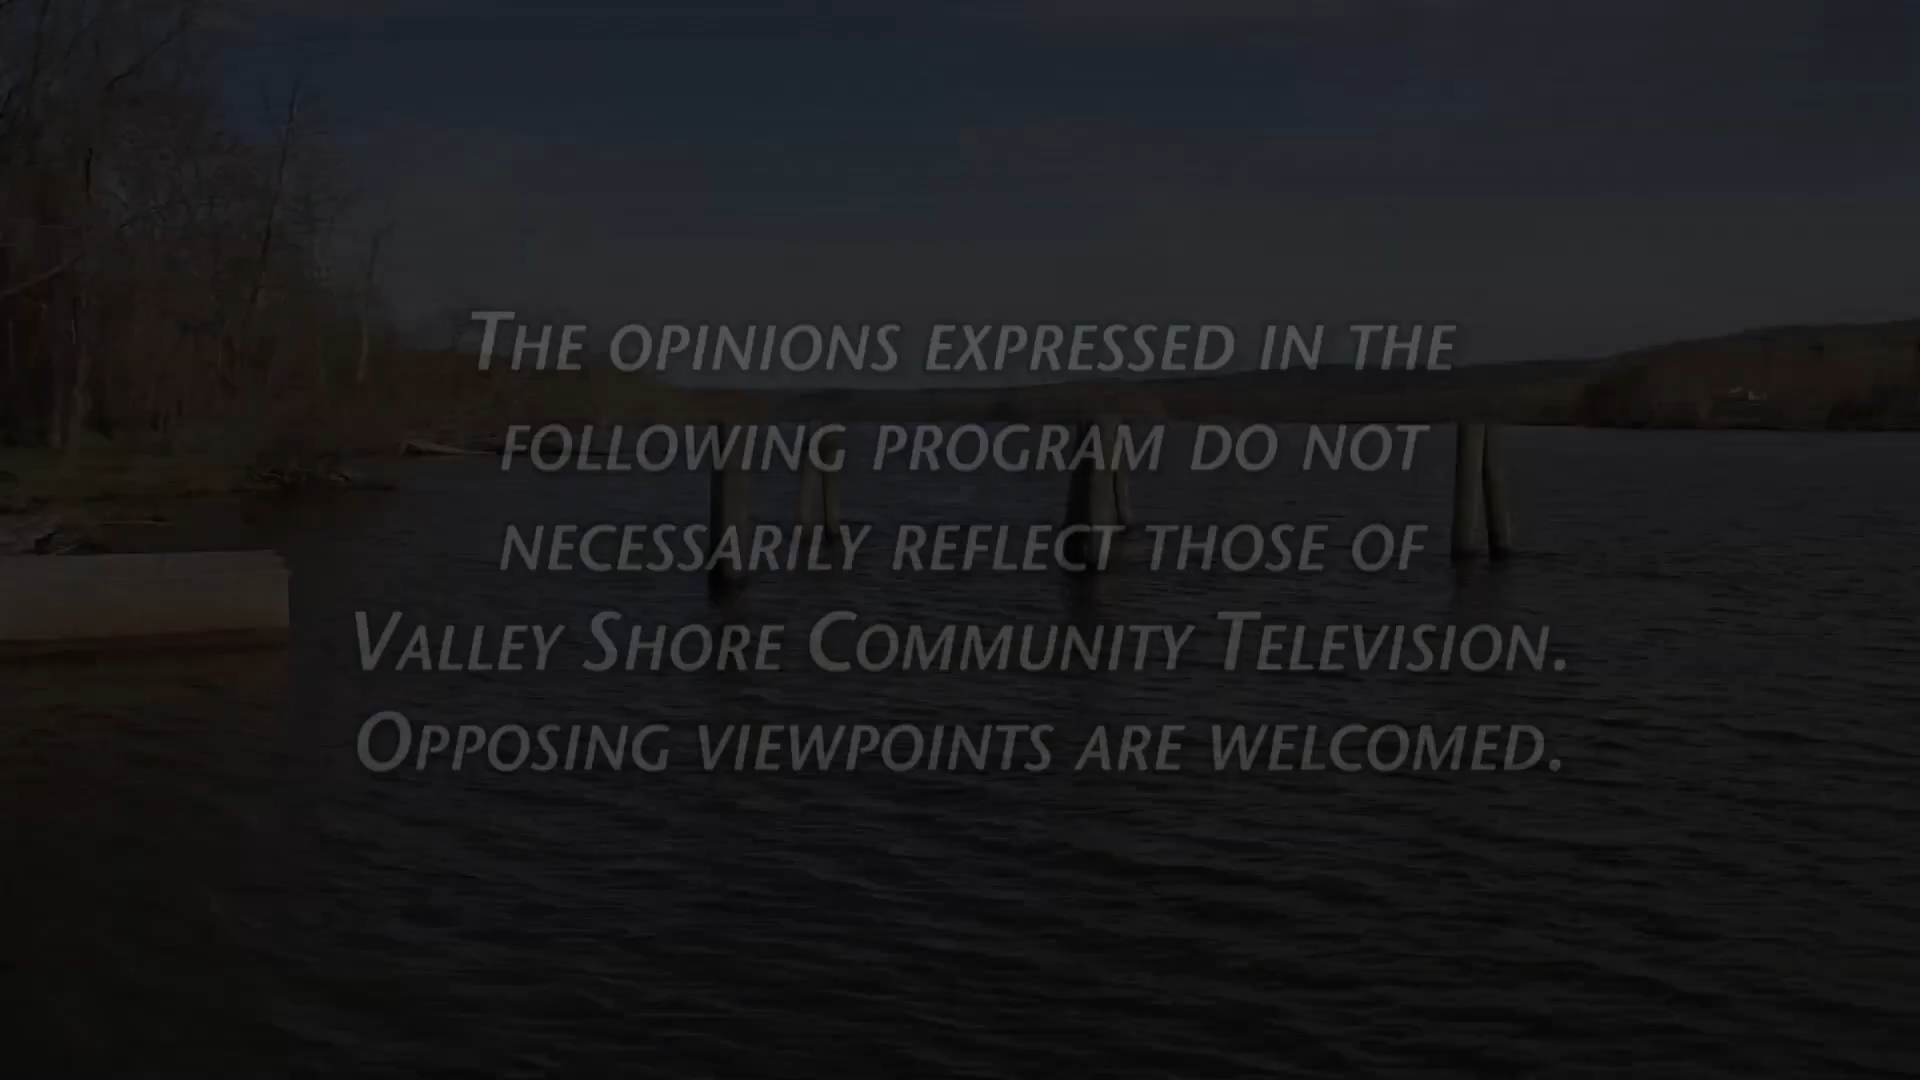 The opinions expressed in the
following program do not
necessarily reflect those of
Valley Shore Community Television.
Opposing viewpoints are welcomed.